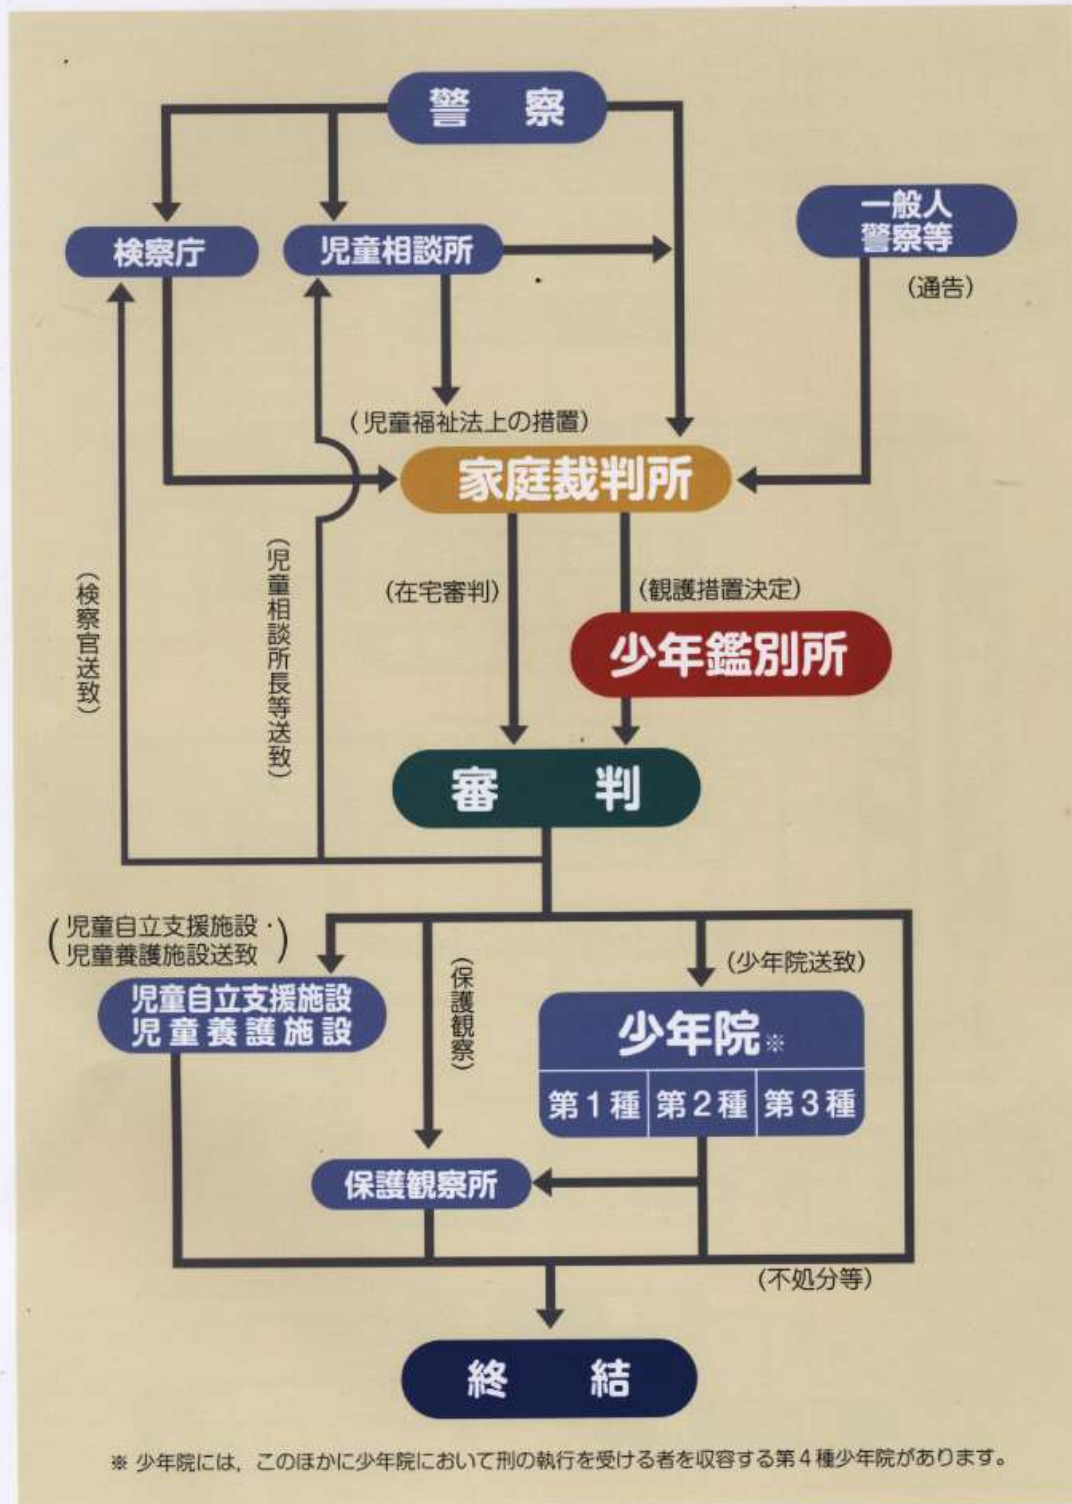 警察
検察庁
児童相談所
一般人
警察等
(通告)
(児童福祉法上の措置)
家庭裁判所
(検察官送致)
(児童相談所長等送致)
(在宅審判)
(観護措置決定)
少年鑑別所
審判
(児童自立支援施設・
児童養護施設送致)
児童自立支援施設
児童養護施設
(保護観察)
(少年院送致)
少年院※
第1種 第2種 第3種
保護観察所
(不処分等)
終結
※ 少年院には，このほかに少年院において刑の執行を受ける者を収容する第4種少年院があります。